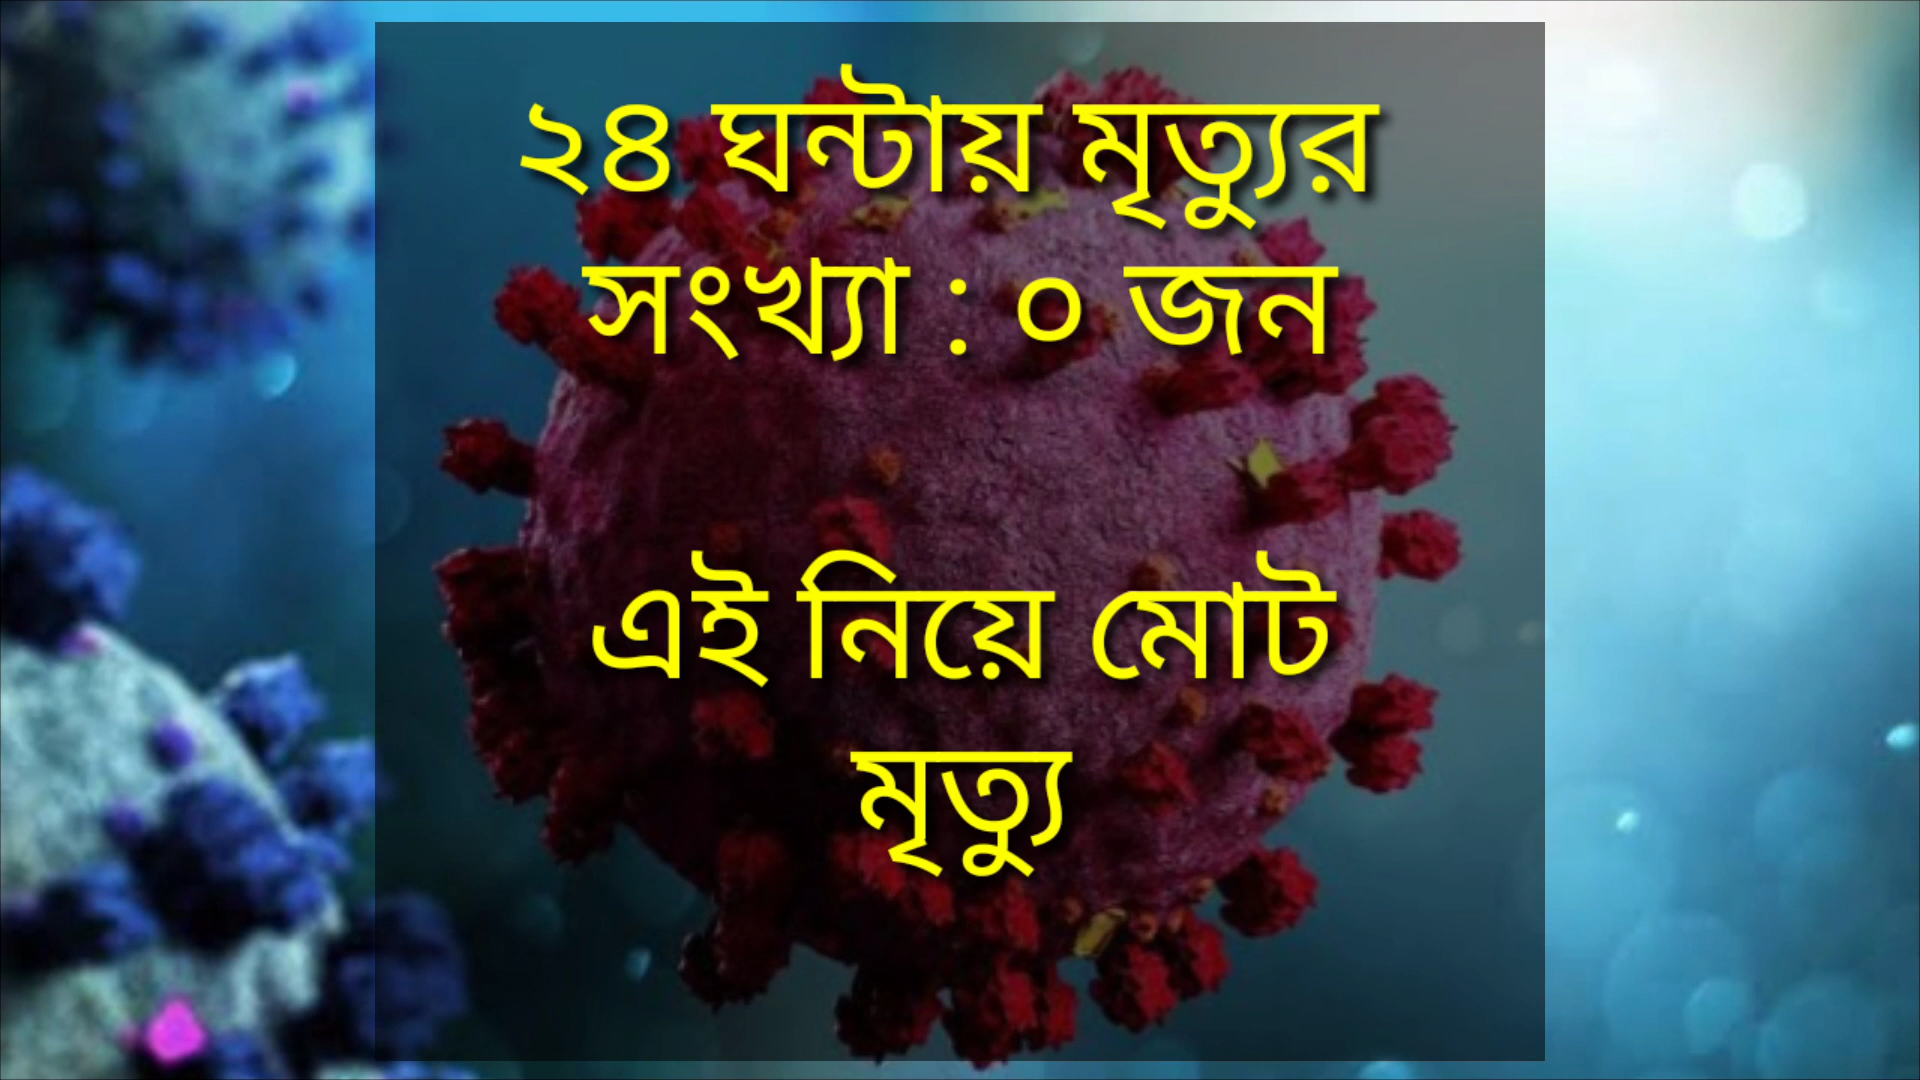 ২৪ ঘন্টায় মৃত্যুর
সংখ্যা : ০ জন
এই নিয়ে মোট
মৃত্যু